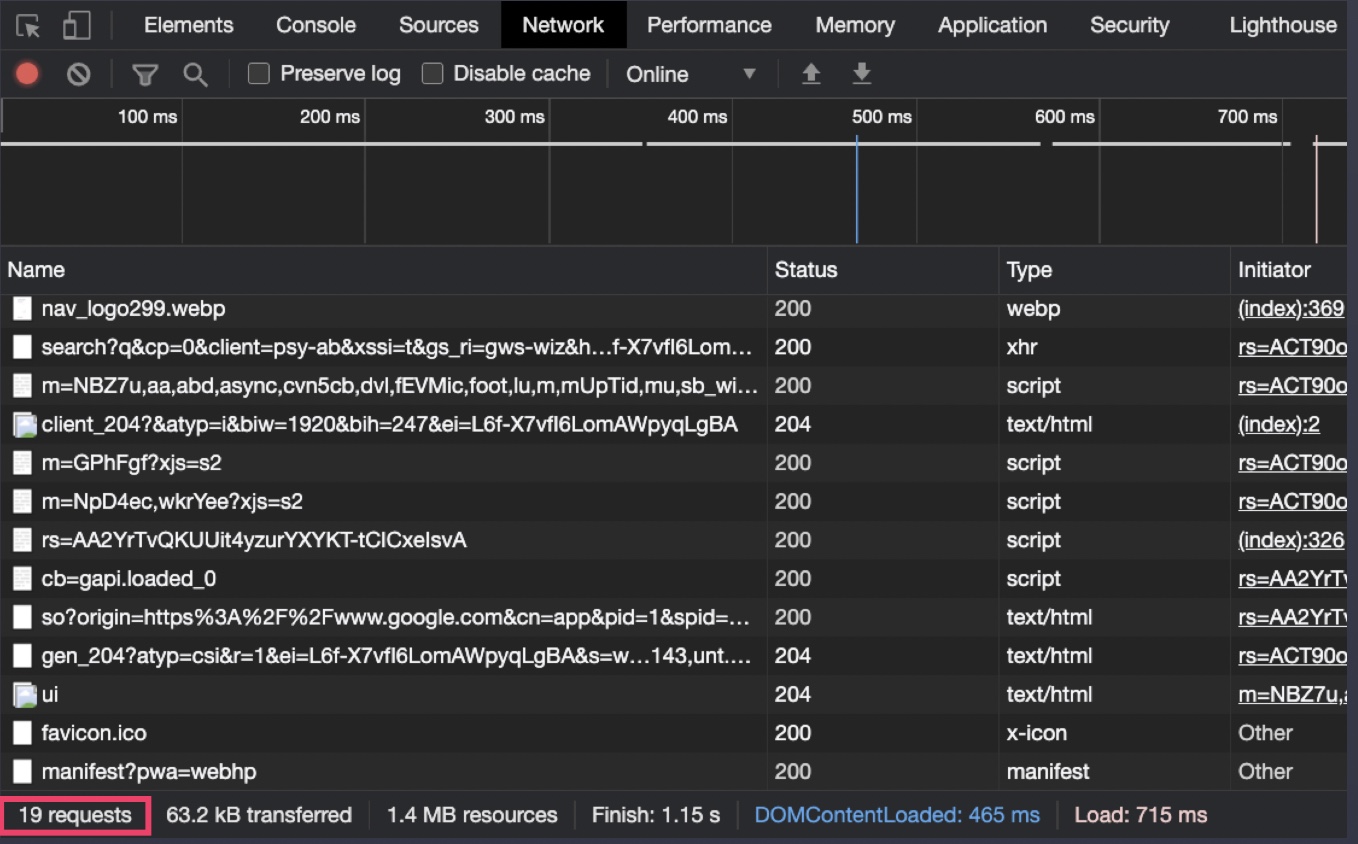 Elements Console Sources Network Performance Memory Application Security Lighthouse
Preserve log Disable cache Online
100 ms 200 ms 300 ms 400 ms 500 ms 600 ms 700 ms
Name Status Type Initiator
nav_logo299.webp 200 webp (index):369
search?q&cp=0&client=psy-ab&xssi=t&gs_ri=gws-wiz&h…f-X7vfI6Lom… 200 xhr rs=ACT90o
m=NBZ7u,aa,abd,async,cvn5cb,dvl,fEVMic,foot,lu,m,mUpTid,mu,sb_wi… 200 script rs=ACT90o
client_204?&atyp=i&biw=1920&bih=247&ei=L6f-X7vfI6LomAWpyqLgBA 204 text/html (index):2
m=GPhFgf?xjs=s2 200 script rs=ACT90o
m=NpD4ec,wkrYee?xjs=s2 200 script rs=ACT90o
rs=AA2YrTvQKUUit4yzurYXYKT-tClCxelsvA 200 script (index):326
cb=gapi.loaded_0 200 script rs=AA2YrTv
so?origin=https%3A%2F%2Fwww.google.com&cn=app&pid=1&spid=… 200 text/html rs=AA2YrTv
gen_204?atyp=csi&r=1&ei=L6f-X7vfI6LomAWpyqLgBA&s=w…143,unt.… 204 text/html rs=ACT90o
ui 204 text/html m=NBZ7u,a
favicon.ico 200 x-icon Other
manifest?pwa=webhp 200 manifest Other
19 requests 63.2 kB transferred 1.4 MB resources Finish: 1.15 s DOMContentLoaded: 465 ms Load: 715 ms